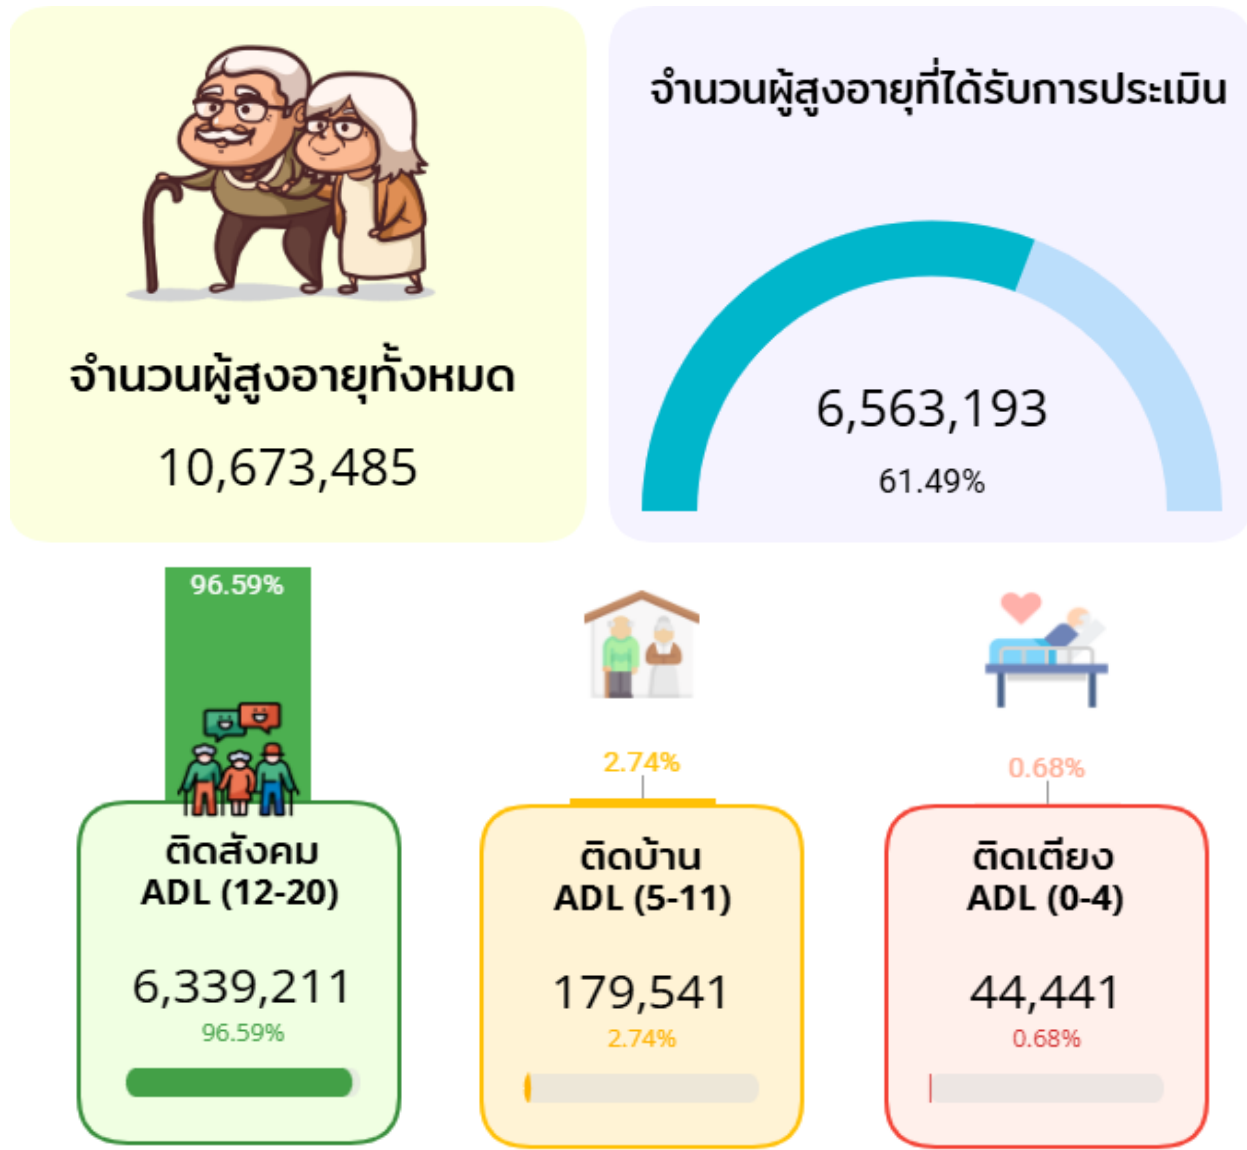 จำนวนผู้สูงอายุทั้งหมด
10,673,485
จำนวนผู้สูงอายุที่ได้รับการประเมิน
6,563,193
61.49%
96.59%
ติดสังคม
ADL (12-20)
6,339,211
96.59%
2.74%
ติดบ้าน
ADL (5-11)
179,541
2.74%
0.68%
ติดเตียง
ADL (0-4)
44,441
0.68%